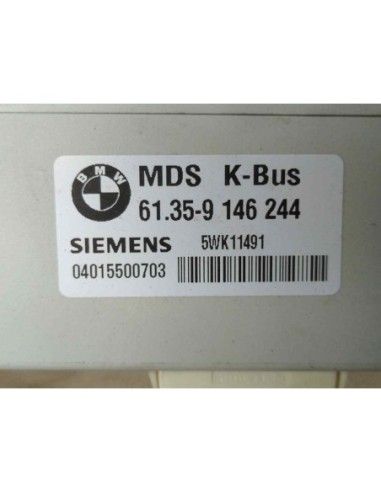 BMW
MDS K-Bus
61.35-9 146 244
SIEMENS 5WK11491
04015500703